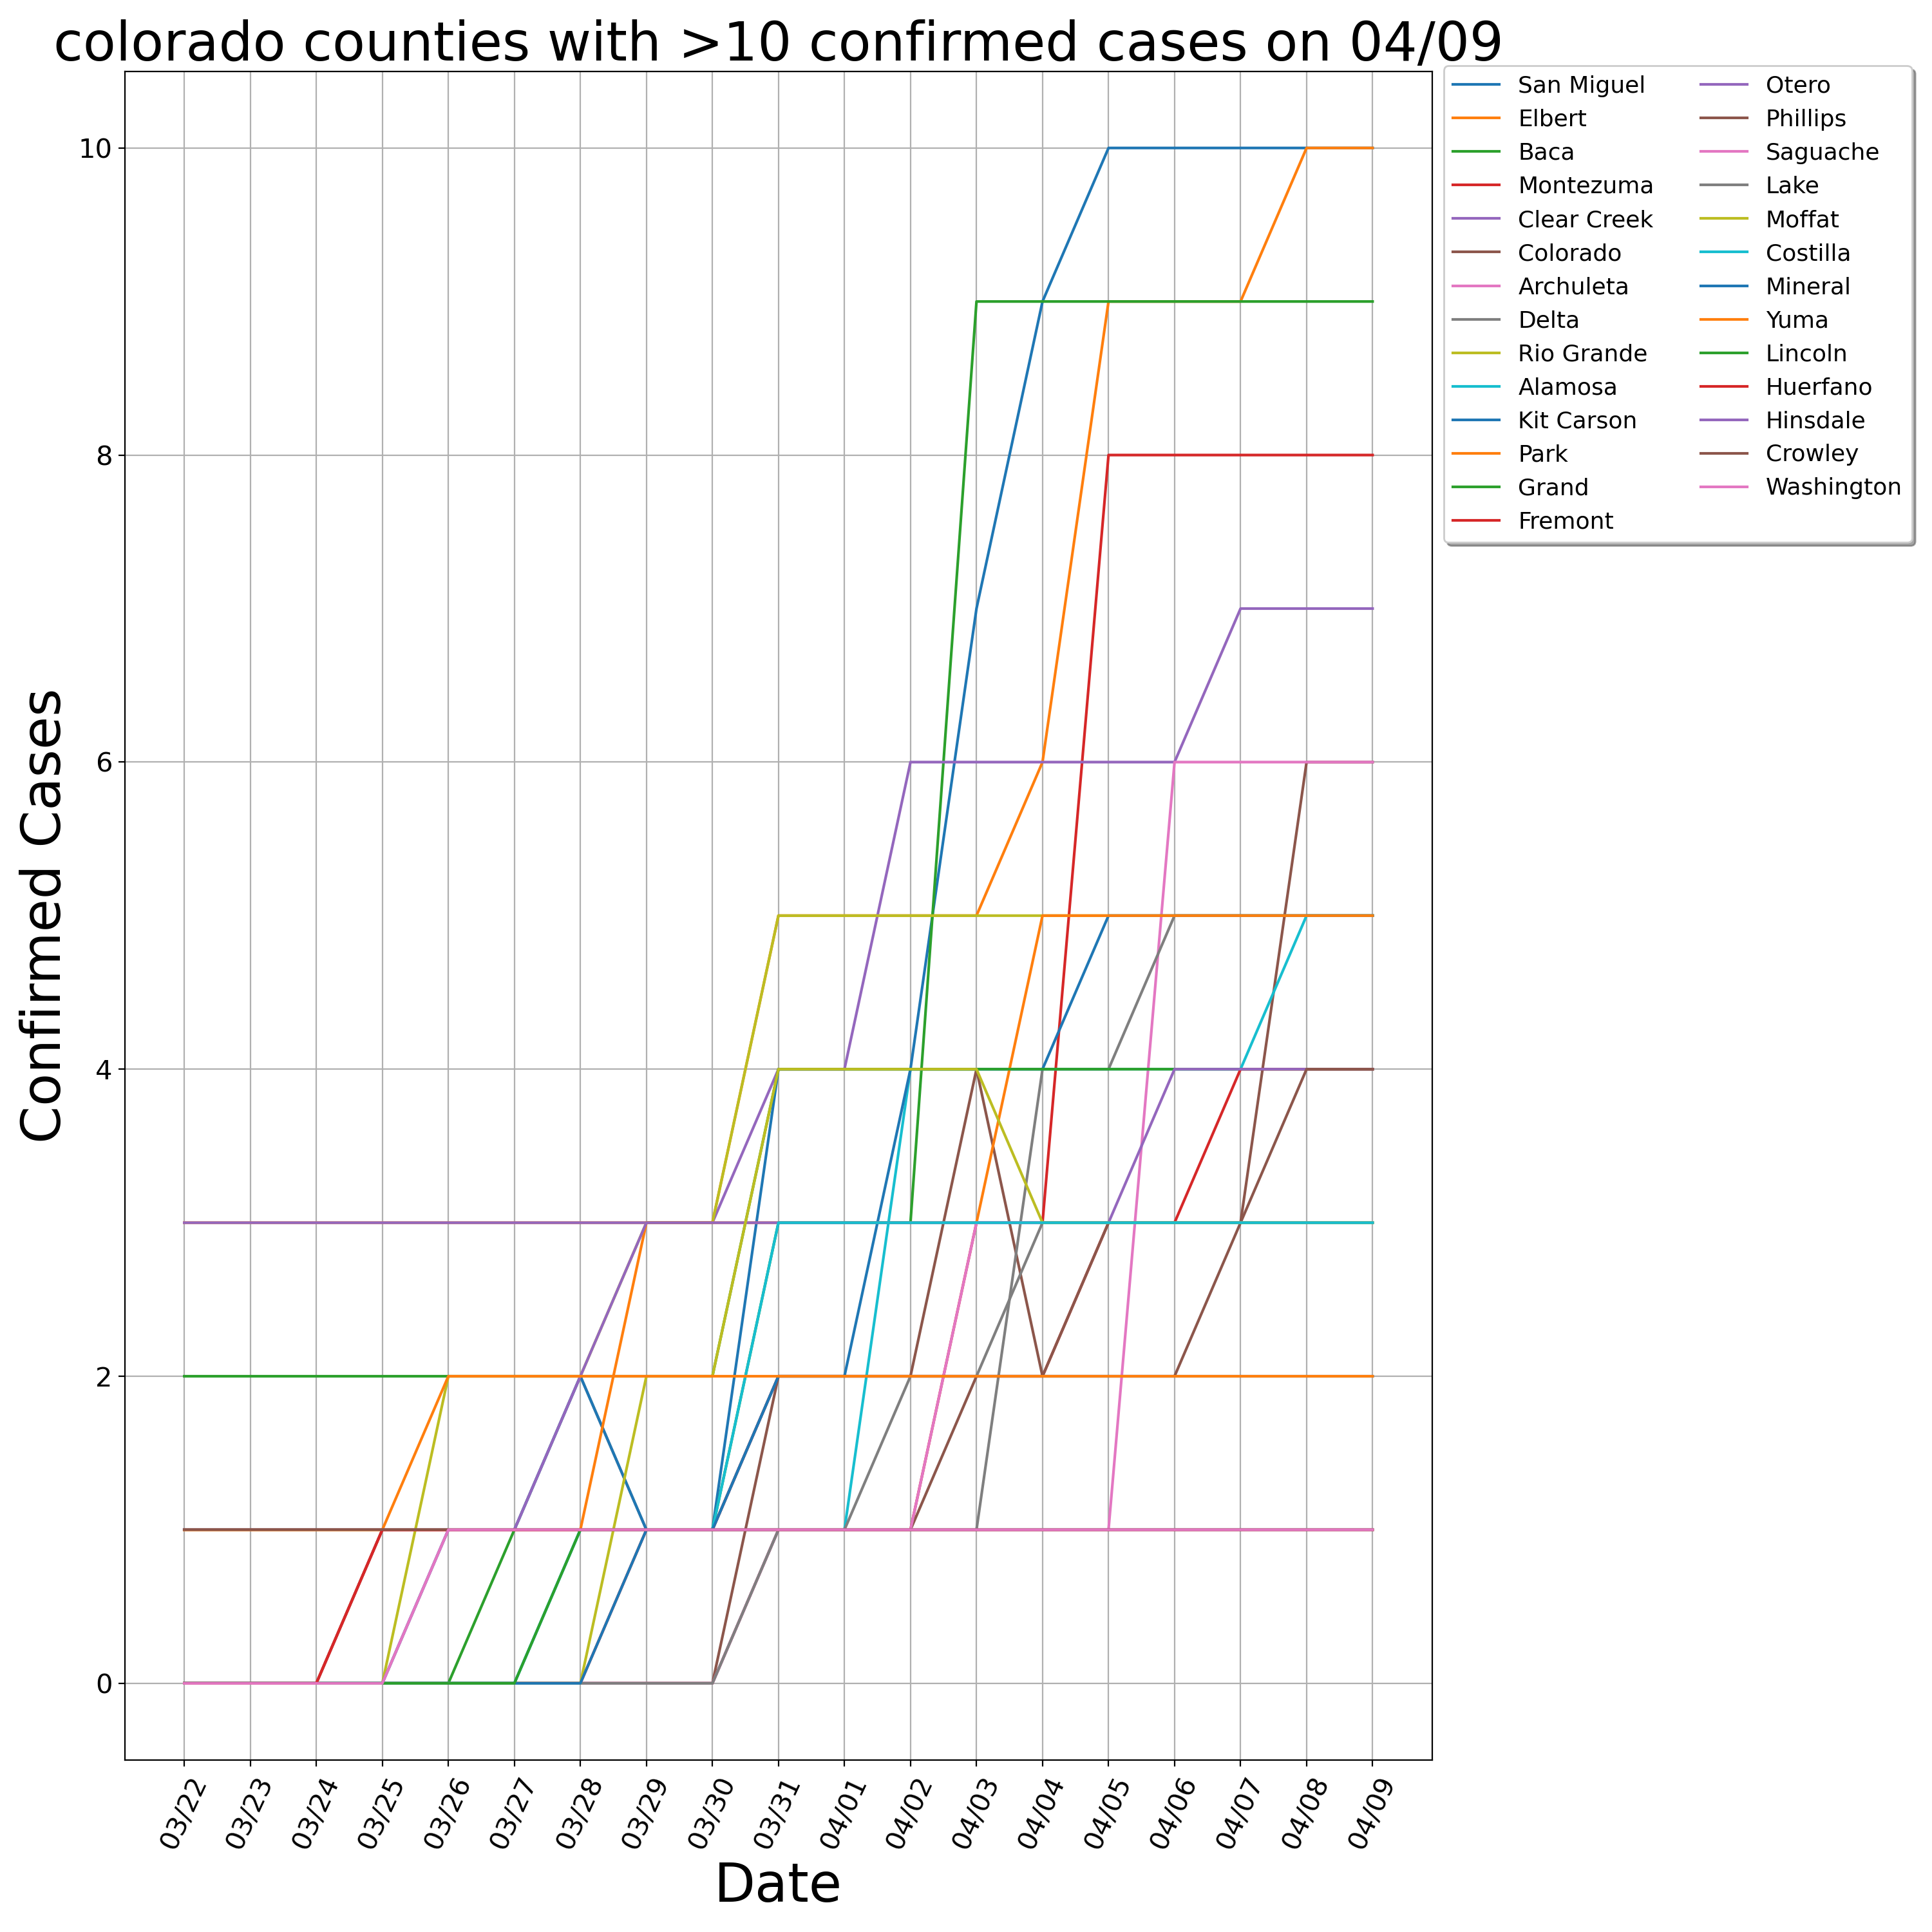 colorado counties with >10 confirmed cases on 04/09
San Miguel
Elbert
Baca
Montezuma
Clear Creek
Colorado
Archuleta
Delta
Rio Grande
Alamosa
Kit Carson
Park
Grand
Fremont
Otero
Phillips
Saguache
Lake
Moffat
Costilla
Mineral
Yuma
Lincoln
Huerfano
Hinsdale
Crowley
Washington
Confirmed Cases
10
8
6
4
2
0
03/22
03/23
03/24
03/25
03/26
03/27
03/28
03/29
03/30
03/31
04/01
04/02
04/03
04/04
04/05
04/06
04/07
04/08
04/09
Date